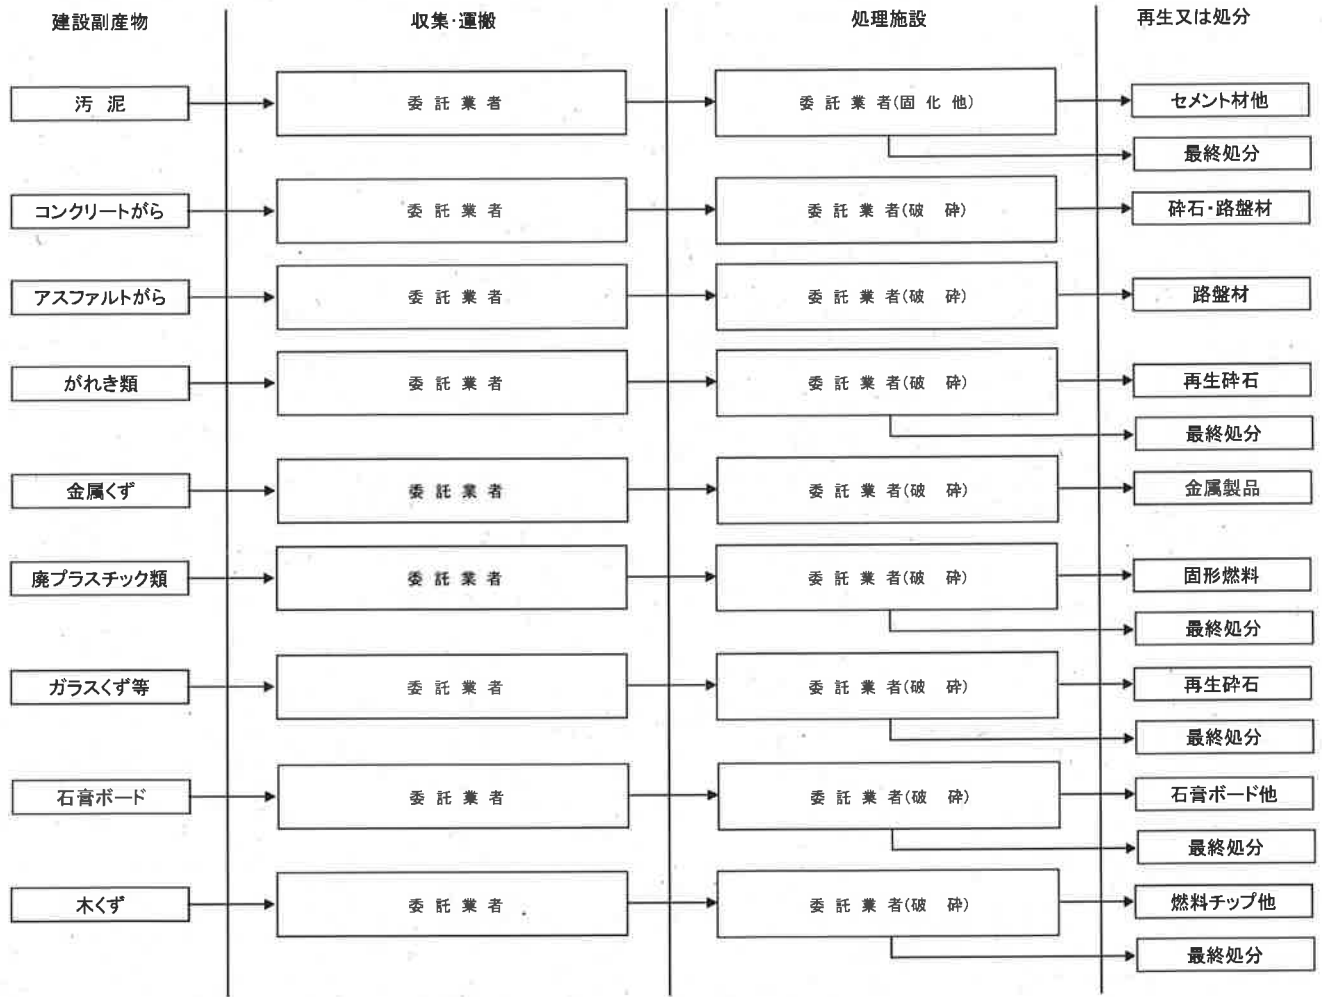 建設副産物 収集・運搬 処理施設 再生又は処分
汚 泥 委 託 業 者 委 託 業 者(固 化 他) セメント材他
最終処分
コンクリートがら 委 託 業 者 委 託 業 者(破 砕) 砕石・路盤材
アスファルトがら 委 託 業 者 委 託 業 者(破 砕) 路盤材
がれき類 委 託 業 者 委 託 業 者(破 砕) 再生砕石
最終処分
金属くず 委 託 業 者 委 託 業 者(破 砕) 金属製品
廃プラスチック類 委 託 業 者 委 託 業 者(破 砕) 固形燃料
最終処分
ガラスくず等 委 託 業 者 委 託 業 者(破 砕) 再生砕石
最終処分
石膏ボード 委 託 業 者 委 託 業 者(破 砕) 石膏ボード他
最終処分
木くず 委 託 業 者 委 託 業 者(破 砕) 燃料チップ他
最終処分